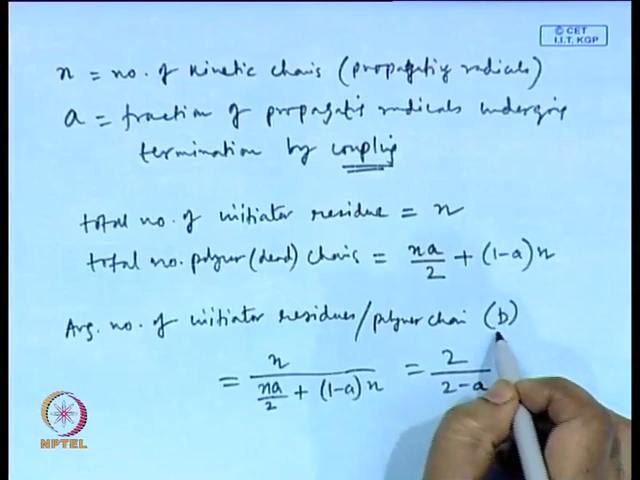 © CET
I.I.T. KGP
n = no. of kinetic chains (propagating radicals)
a = fraction of propagating radicals undergoing
termination by coupling
total no. of initiator residue = n
total no. polymer (dead) chains = na/2 + (1-a)n
Avg. no. of initiator residues/polymer chain (b)
= n / (na/2 + (1-a)n) = 2/(2-a)
NPTEL